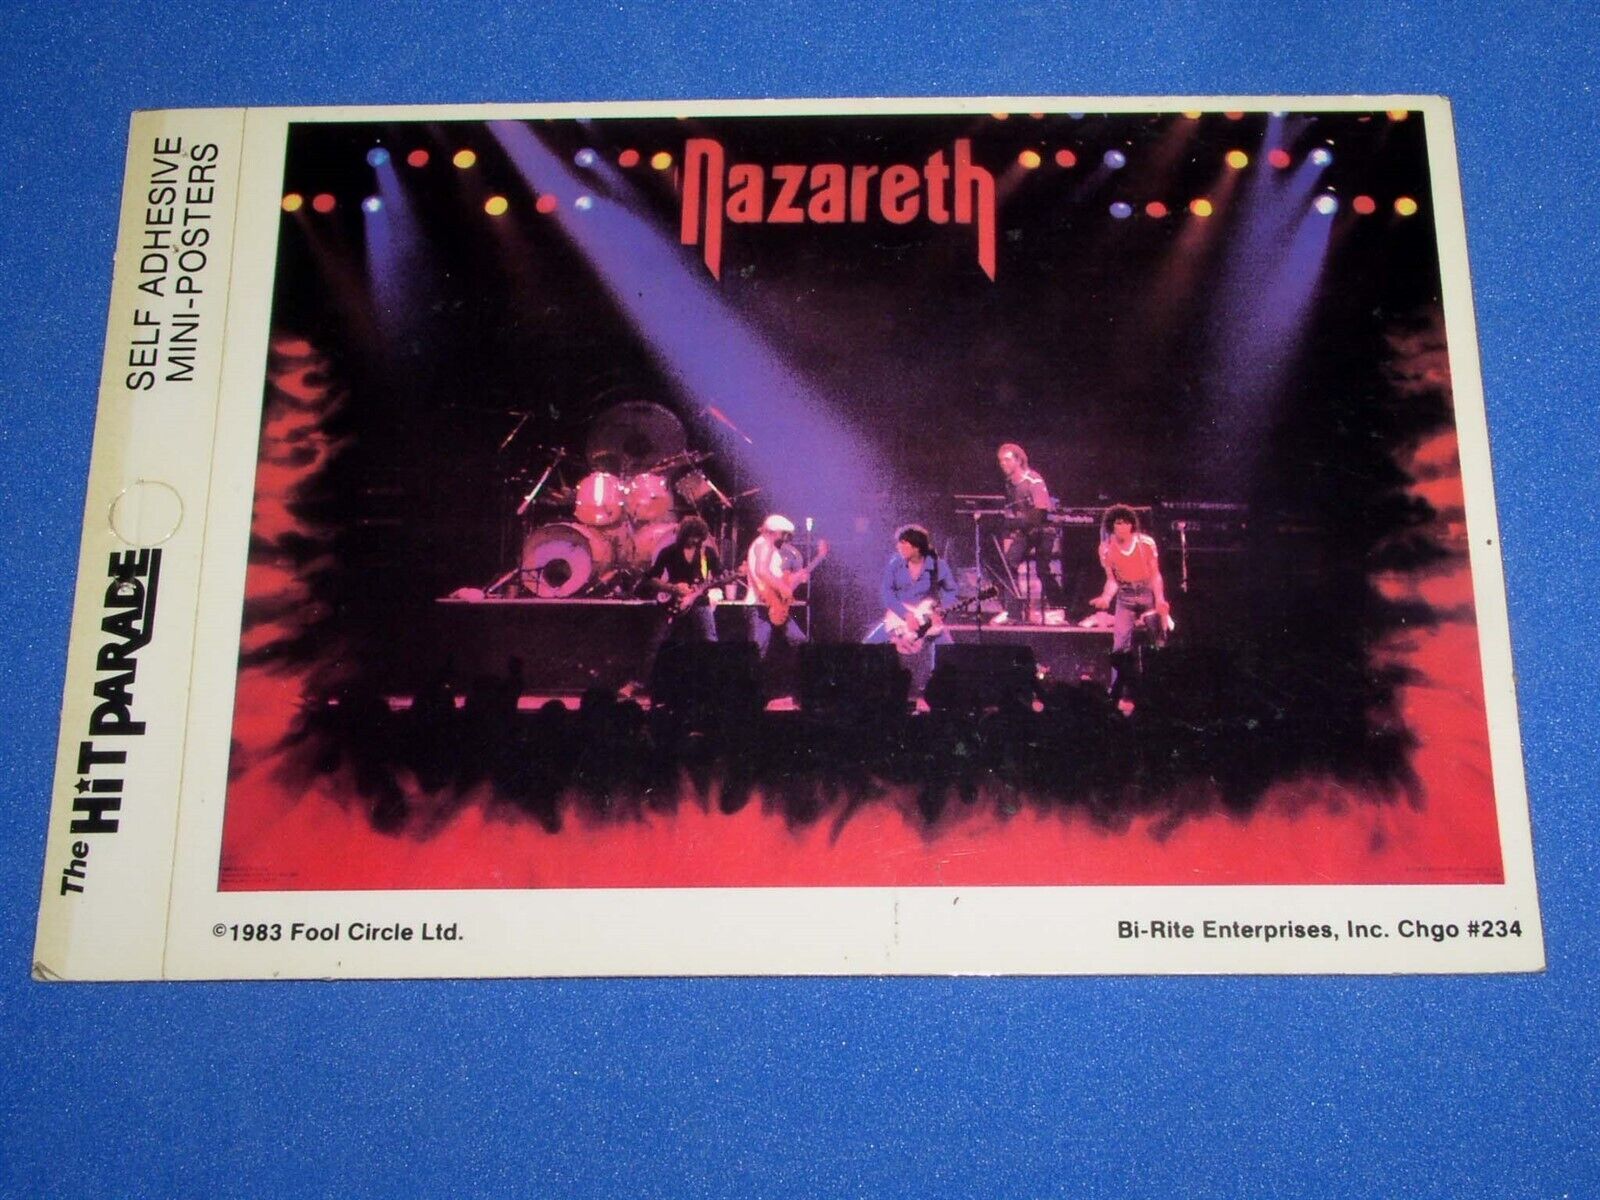 Nazareth
SELF ADHESIVE
MINI-POSTERS
The HiT PARADE
©1983 Fool Circle Ltd.
Bi-Rite Enterprises, Inc. Chgo #234